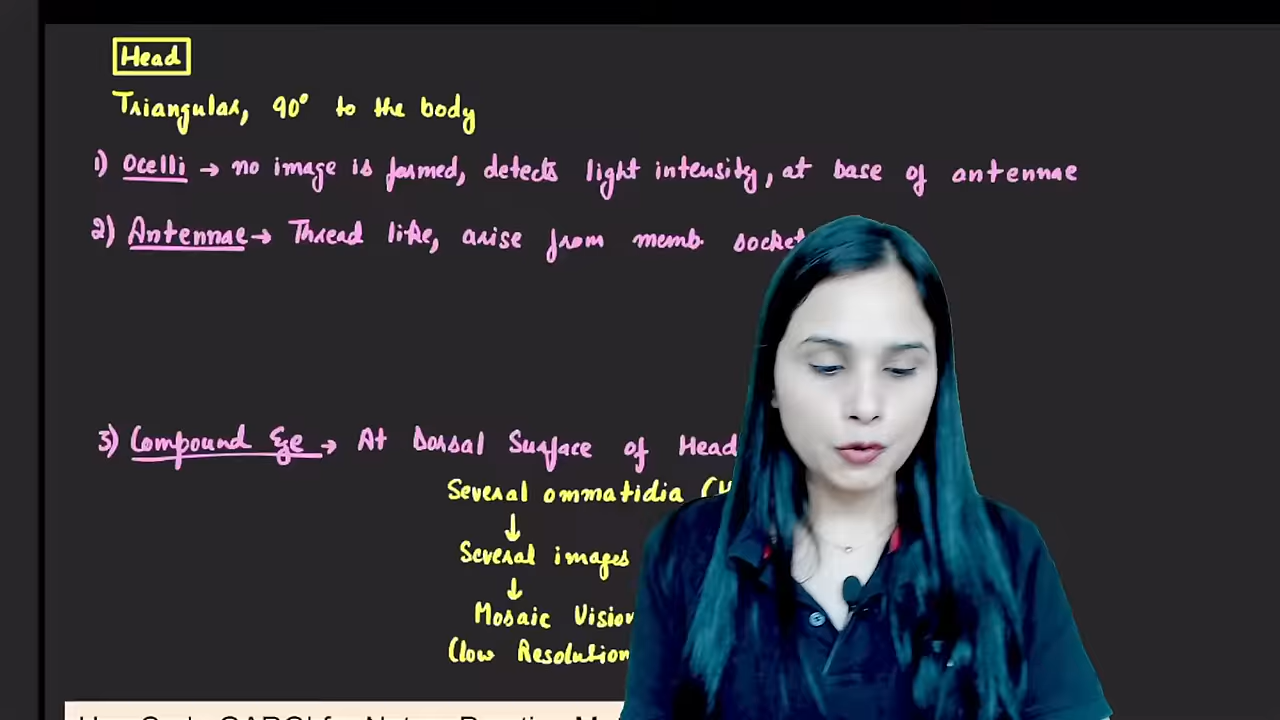 Head
Triangular, 90° to the body
1) Ocelli → no image is formed, detects light intensity, at base of antennae
2) Antennae → Thread like, arise from memb. socket
3) Compound Eye → At Dorsal Surface of Head
Several ommatidia (
↓
Several images
↓
Mosaic Vision
(low Resolution